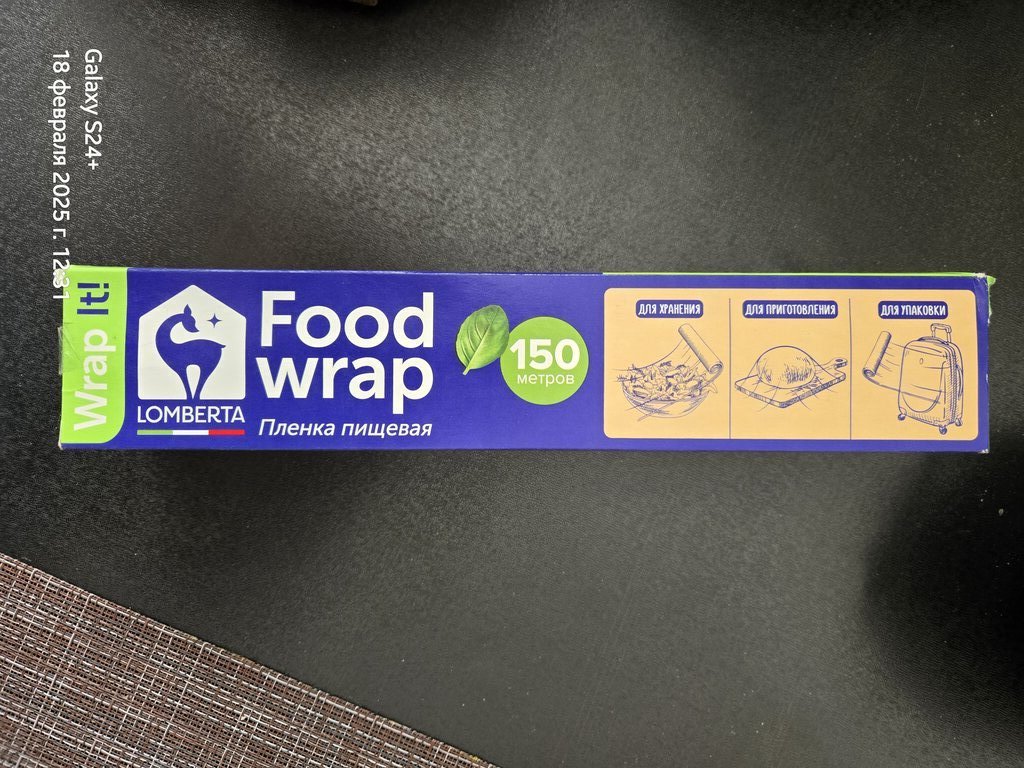 Galaxy S24+
18 февраля 2025 г. 12:31
Wrap It!
LOMBERTA
Food
wrap
Пленка пищевая
150
метров
ДЛЯ ХРАНЕНИЯ
ДЛЯ ПРИГОТОВЛЕНИЯ
ДЛЯ УПАКОВКИ